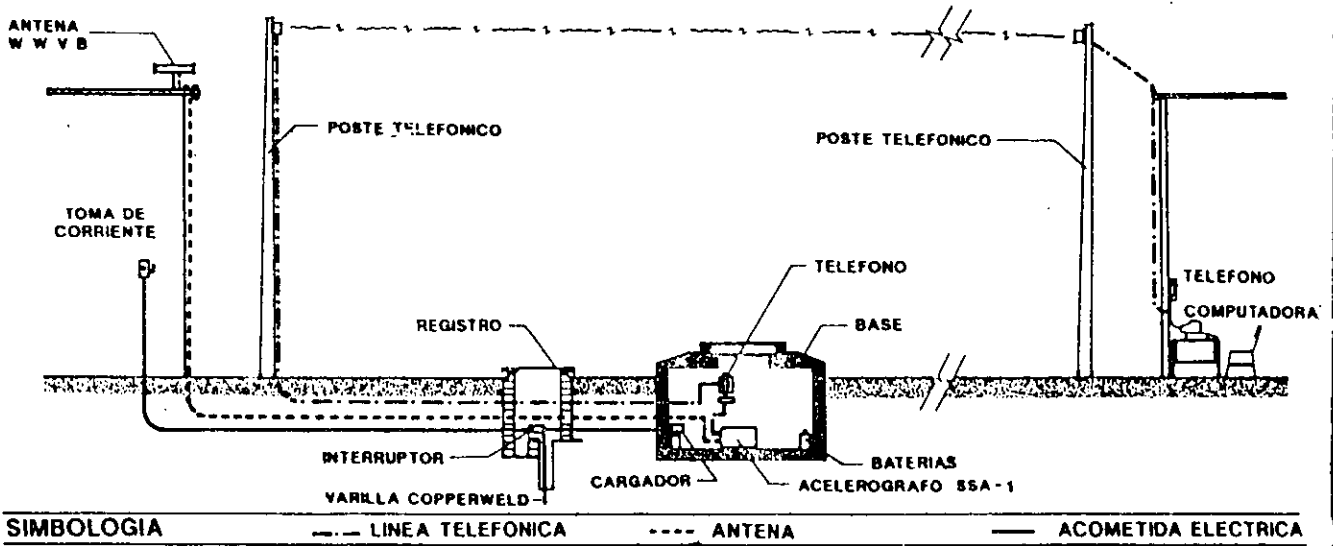 ANTENA
W W V B
POSTE TELEFONICO
POSTE TELEFONICO
TOMA DE
CORRIENTE
TELEFONO
TELEFONO
COMPUTADORA
REGISTRO
BASE
INTERRUPTOR
BATERIAS
CARGADOR
ACELEROGRAFO SSA-1
VARILLA COPPERWELD
SIMBOLOGIA
LINEA TELEFONICA
ANTENA
ACOMETIDA ELECTRICA